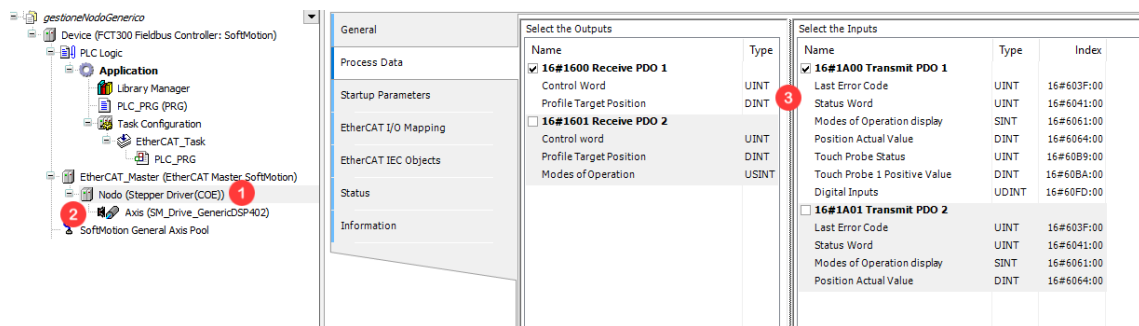 gestioneNodoGenerico
Device (FCT300 Fieldbus Controller: SoftMotion)
PLC Logic
Application
Library Manager
PLC_PRG (PRG)
Task Configuration
EtherCAT_Task
PLC_PRG
EtherCAT_Master (EtherCAT Master SoftMotion)
Nodo (Stepper Driver(COE)) 1
2 Axis (SM_Drive_GenericDSP402)
SoftMotion General Axis Pool
General
Process Data
Startup Parameters
EtherCAT I/O Mapping
EtherCAT IEC Objects
Status
Information
Select the Outputs
Name Type
16#1600 Receive PDO 1
Control Word UINT
Profile Target Position DINT
16#1601 Receive PDO 2
Control word UINT
Profile Target Position DINT
Modes of Operation USINT
3
Select the Inputs
Name Type Index
16#1A00 Transmit PDO 1
Last Error Code UINT 16#603F:00
Status Word UINT 16#6041:00
Modes of Operation display SINT 16#6061:00
Position Actual Value DINT 16#6064:00
Touch Probe Status UINT 16#60B9:00
Touch Probe 1 Positive Value DINT 16#60BA:00
Digital Inputs UDINT 16#60FD:00
16#1A01 Transmit PDO 2
Last Error Code UINT 16#603F:00
Status Word UINT 16#6041:00
Modes of Operation display SINT 16#6061:00
Position Actual Value DINT 16#6064:00